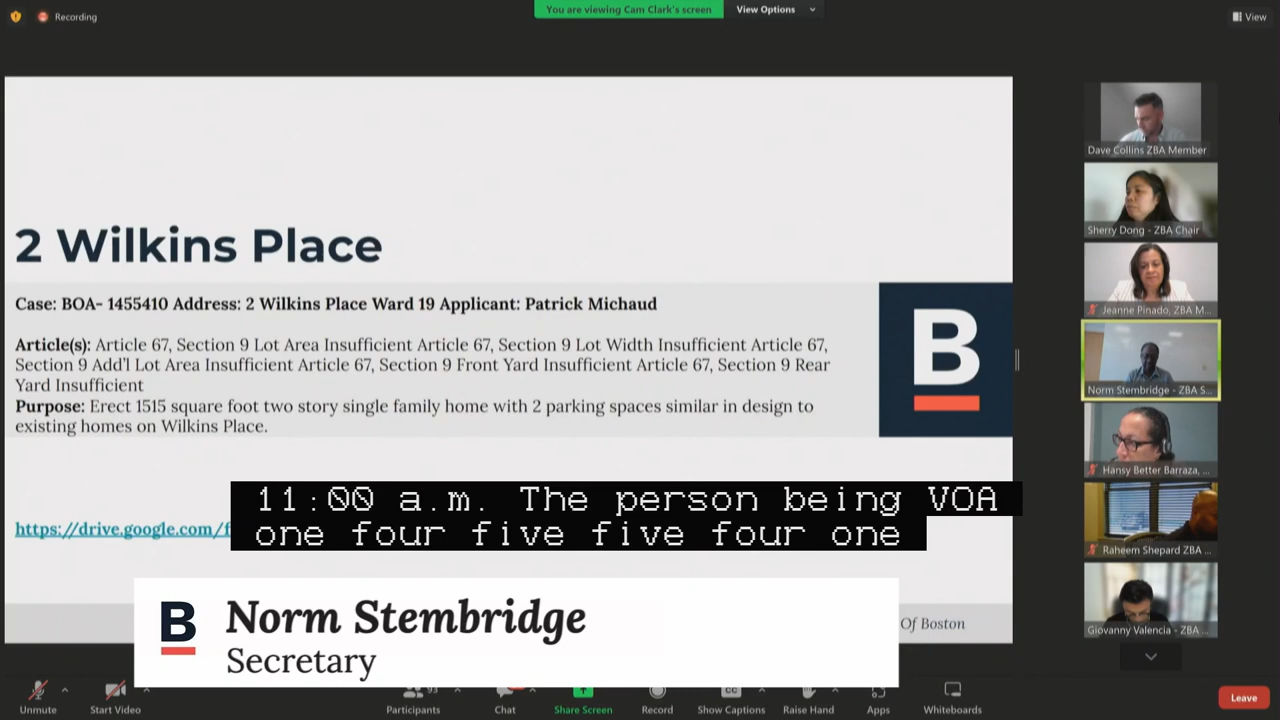 Recording
You are viewing Cam Clark's screen
View Options
View
2 Wilkins Place
Case: BOA- 1455410 Address: 2 Wilkins Place Ward 19 Applicant: Patrick Michaud
Article(s): Article 67, Section 9 Lot Area Insufficient Article 67, Section 9 Lot Width Insufficient Article 67,
Section 9 Add'l Lot Area Insufficient Article 67, Section 9 Front Yard Insufficient Article 67, Section 9 Rear
Yard Insufficient
Purpose: Erect 1515 square foot two story single family home with 2 parking spaces similar in design to
existing homes on Wilkins Place.
B
https://drive.google.com/f
11:00 a.m. The person being VOA
one four five five four one
B
Norm Stembridge
Secretary
Of Boston
Dave Collins ZBA Member
Sherry Dong - ZBA Chair
Jeanne Pinado, ZBA M...
Norm Stembridge - ZBA S...
Hansy Better Barraza, ...
Raheem Shepard ZBA ...
Giovanny Valencia - ZBA ...
Unmute
Start Video
Participants
93
Chat
Share Screen
Record
CC
Show Captions
Raise Hand
Apps
Whiteboards
Leave